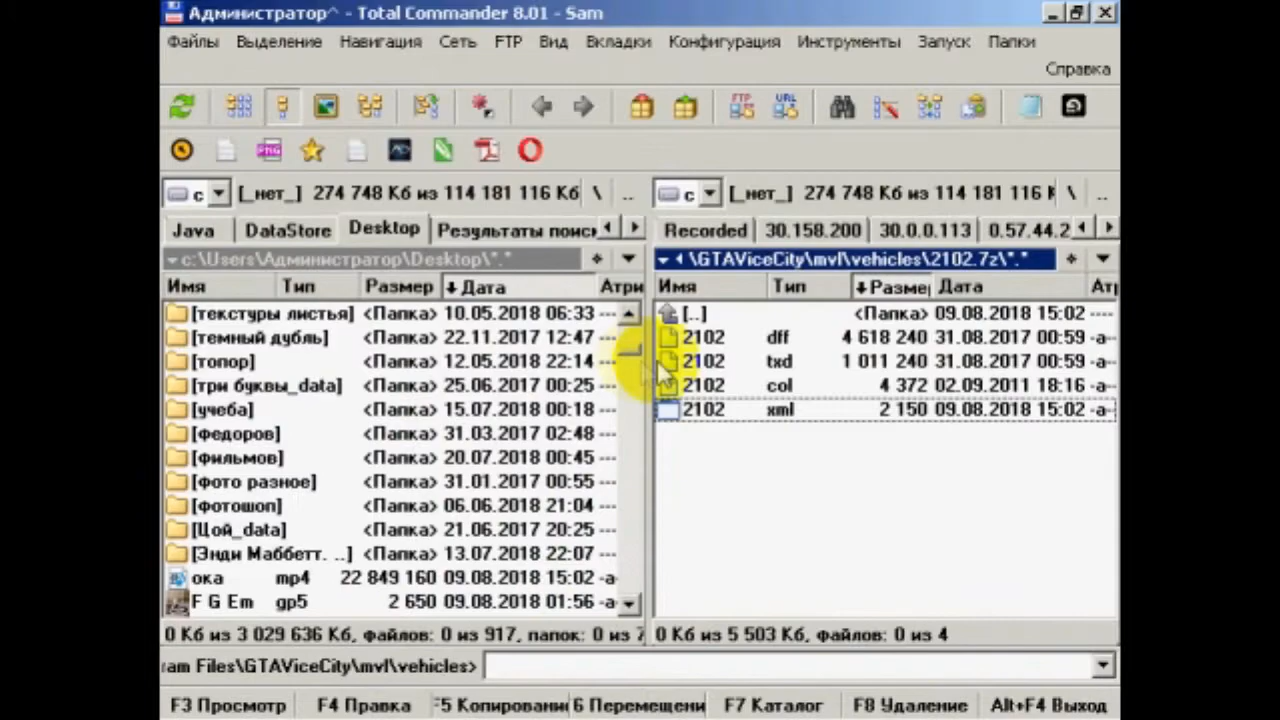 Администратор^ - Total Commander 8.01 - Sam
Файлы Выделение Навигация Сеть FTP Вид Вкладки Конфигурация Инструменты Запуск Папки
Справка
FTP URL
PNG
c [_нет_] 274 748 Кб из 114 181 116 Кб \ ..
c [_нет_] 274 748 Кб из 114 181 116 К \ ..
Java DataStore Desktop Результаты поиск
Recorded 30.158.200 30.0.0.113 0.57.44.2
c:\Users\Администратор\Desktop\*.*
\GTAViceCity\mvl\vehicles\2102.7z\*.*
Имя Тип Размер Дата Атри
[текстуры листья] <Папка> 10.05.2018 06:33 ---
[темный дубль] <Папка> 22.11.2017 12:47 ---
[топор] <Папка> 12.05.2018 22:14 ---
[три буквы_data] <Папка> 25.06.2017 00:25 ---
[учеба] <Папка> 15.07.2018 00:18 ---
[федоров] <Папка> 31.03.2017 02:48 ---
[фильмов] <Папка> 20.07.2018 00:45 ---
[фото разное] <Папка> 31.01.2017 00:55 ---
[фотошоп] <Папка> 06.06.2018 21:04 ---
[Цой_data] <Папка> 21.06.2017 20:25 ---
[Энди Маббетт. ..] <Папка> 13.07.2018 22:07 ---
ока mp4 22 849 160 09.08.2018 15:02 -a-
F G Em gp5 2 650 09.08.2018 01:56 -a
Имя Тип Разме Дата Ат
[..] <Папка> 09.08.2018 15:02 ----
2102 dff 4 618 240 31.08.2017 00:59 -a-
2102 txd 1 011 240 31.08.2017 00:59 -a-
2102 col 4 372 02.09.2011 18:16 -a-
2102 xml 2 150 09.08.2018 15:02 -a-
0 Кб из 3 029 636 Кб, файлов: 0 из 917, папок: 0 из 7
0 Кб из 5 503 Кб, файлов: 0 из 4
am Files\GTAViceCity\mvl\vehicles>
F3 Просмотр F4 Правка F5 Копировани 6 Перемещени F7 Каталог F8 Удаление Alt+F4 Выход